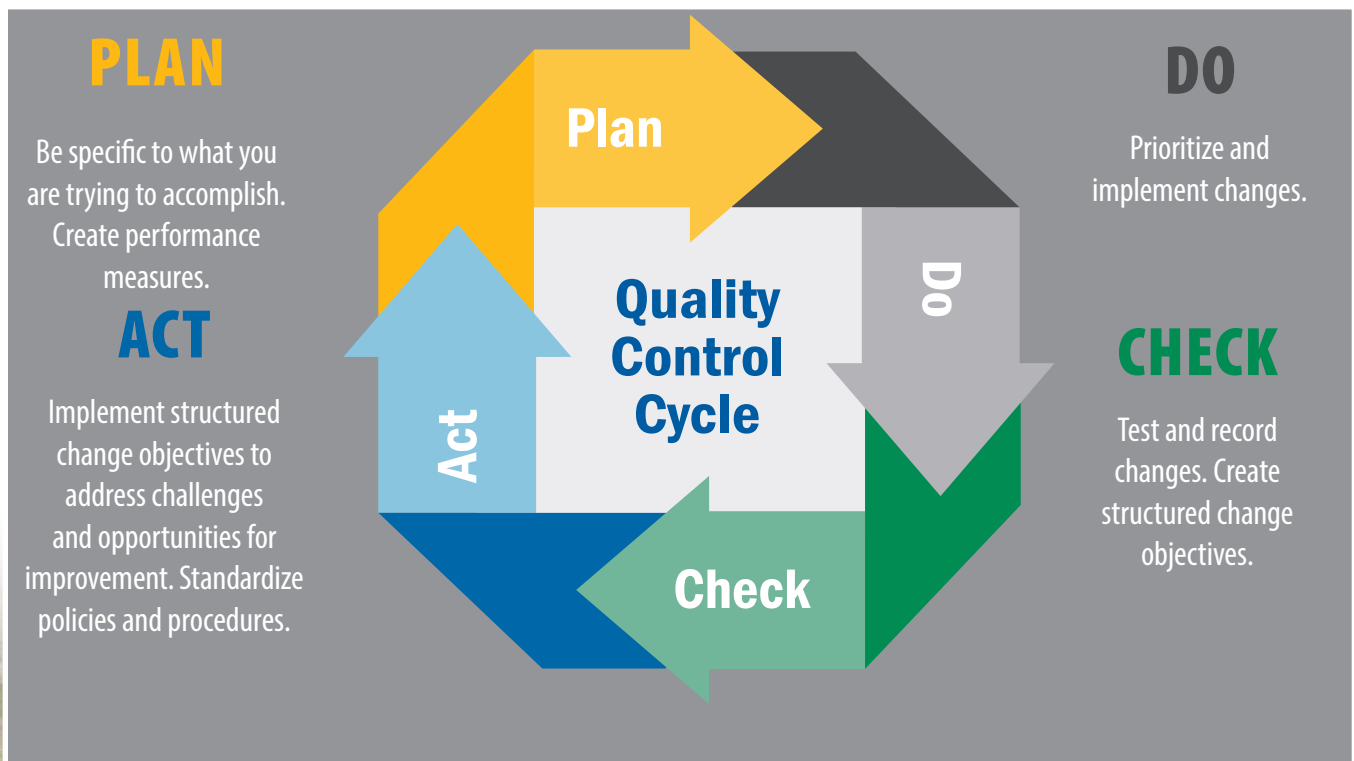 PLAN
Be specific to what you
are trying to accomplish.
Create performance
measures.
ACT
Implement structured
change objectives to
address challenges
and opportunities for
improvement. Standardize
policies and procedures.
Plan
Do
Check
Act
Quality
Control
Cycle
DO
Prioritize and
implement changes.
CHECK
Test and record
changes. Create
structured change
objectives.